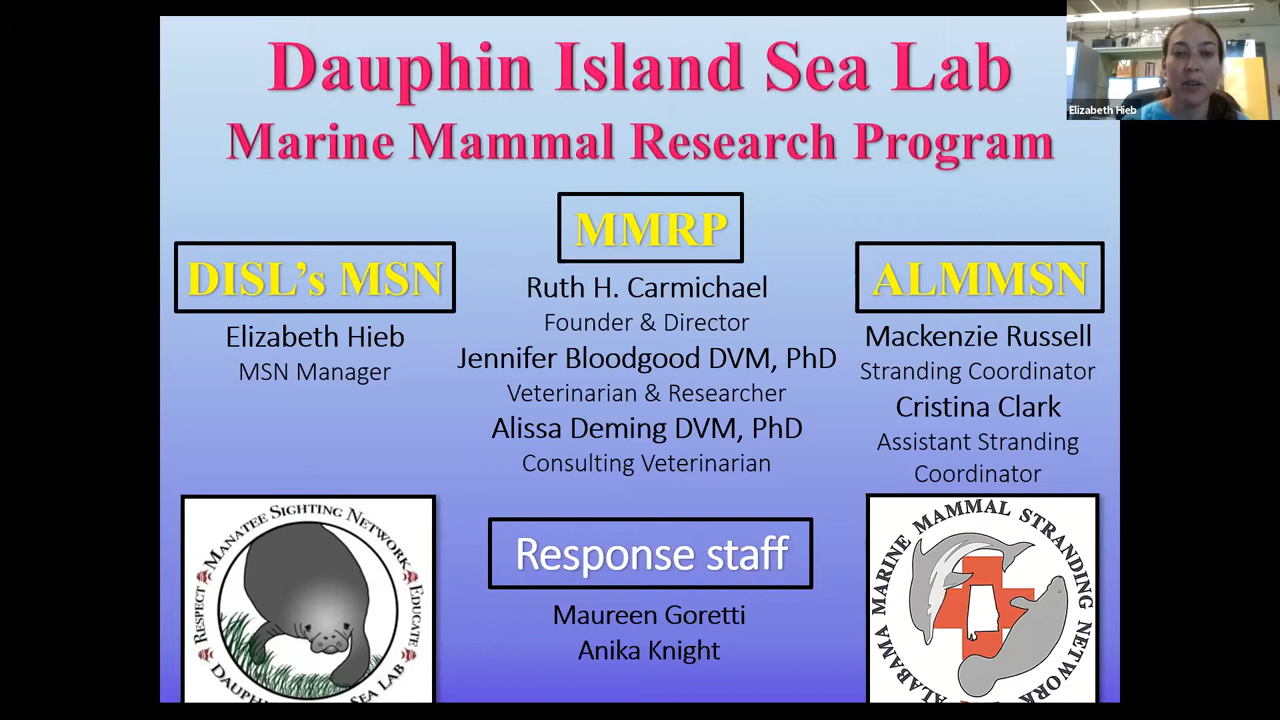 Dauphin Island Sea Lab
Marine Mammal Research Program
Elizabeth Hieb
DISL's MSN
Elizabeth Hieb
MSN Manager
MMRP
Ruth H. Carmichael
Founder & Director
Jennifer Bloodgood DVM, PhD
Veterinarian & Researcher
Alissa Deming DVM, PhD
Consulting Veterinarian
ALMMSN
Mackenzie Russell
Stranding Coordinator
Cristina Clark
Assistant Stranding
Coordinator
Response staff
Maureen Goretti
Anika Knight
RESPECT MANATEE SIGHTING NETWORK EDUCATE
DAUPH SEA LAB
ALABAMA MARINE MAMMAL STRANDING NETWORK